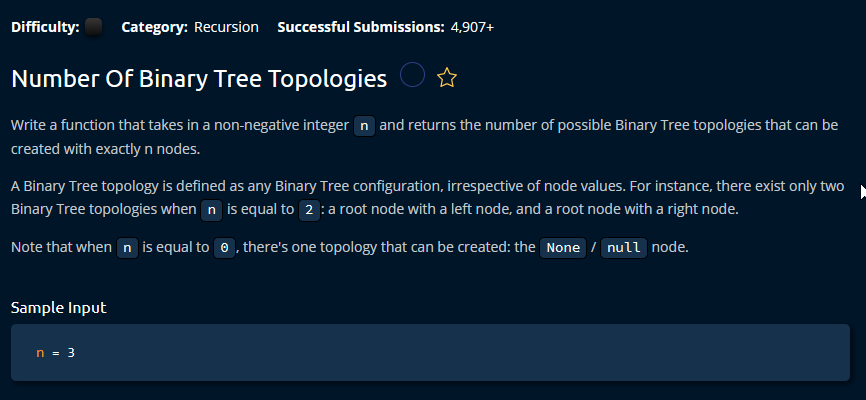 Difficulty: Category: Recursion Successful Submissions: 4,907+
Number Of Binary Tree Topologies
Write a function that takes in a non-negative integer n and returns the number of possible Binary Tree topologies that can be
created with exactly n nodes.
A Binary Tree topology is defined as any Binary Tree configuration, irrespective of node values. For instance, there exist only two
Binary Tree topologies when n is equal to 2 : a root node with a left node, and a root node with a right node.
Note that when n is equal to 0 , there's one topology that can be created: the None / null node.
Sample Input
n = 3